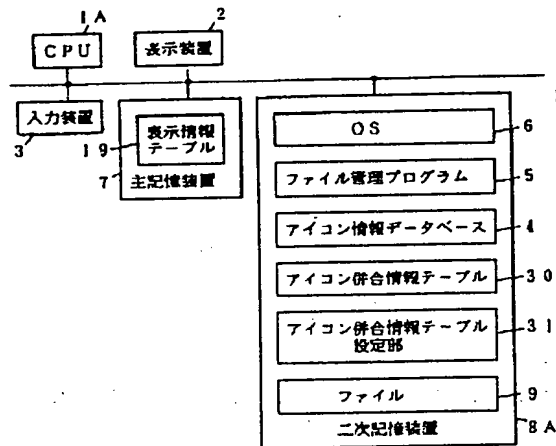 1A
2
CPU
表示装置
入力装置
3
表示情報
テーブル
19
7
主記憶装置
OS
6
ファイル管理プログラム
5
アイコン情報データベース
4
アイコン併合情報テーブル
30
アイコン併合情報テーブル
設定部
31
ファイル
9
二次記憶装置
8A